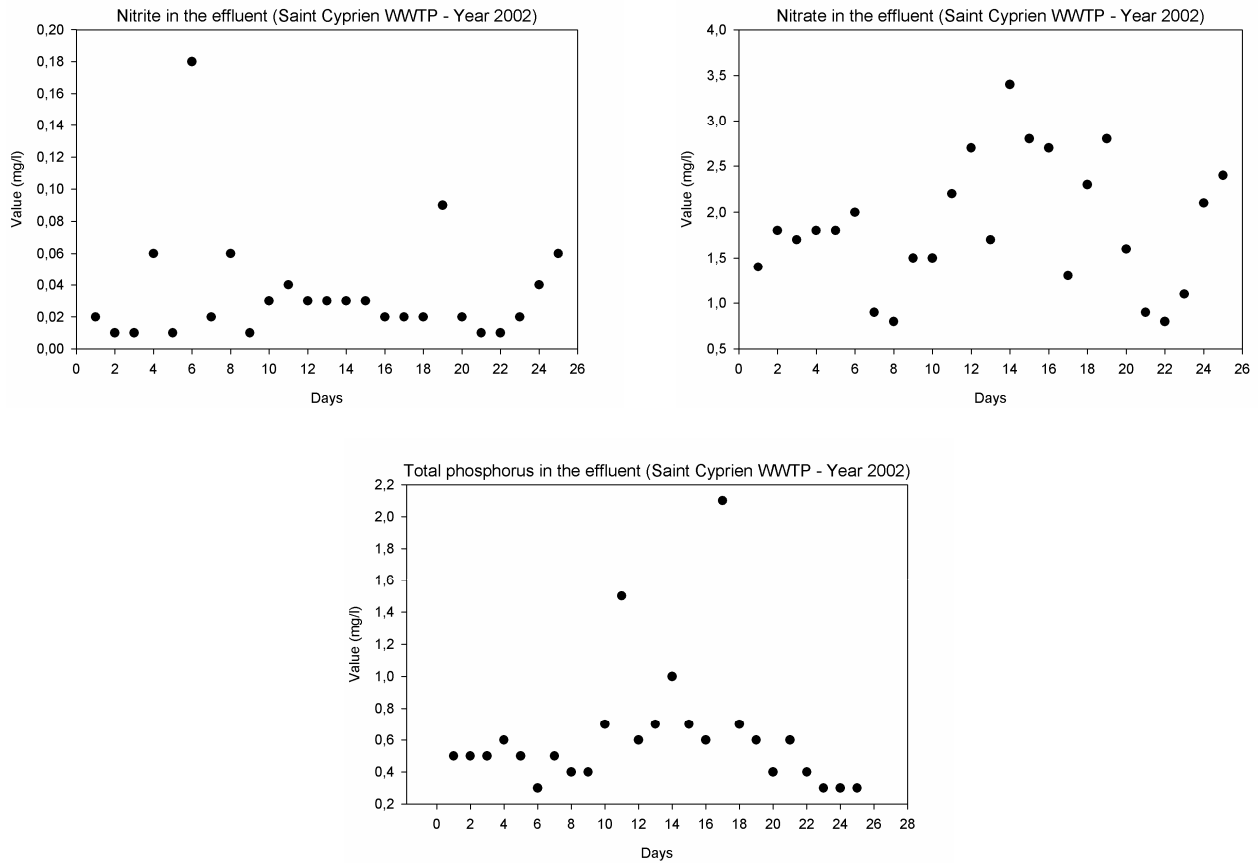 Nitrite in the effluent (Saint Cyprien WWTP - Year 2002)
0,20
0,18
0,16
0,14
0,12
0,10
0,08
0,06
0,04
0,02
0,00
Value (mg/l)
0 2 4 6 8 10 12 14 16 18 20 22 24 26
Days
Nitrate in the effluent (Saint Cyprien WWTP - Year 2002)
4,0
3,5
3,0
2,5
2,0
1,5
1,0
0,5
Value (mg/l)
0 2 4 6 8 10 12 14 16 18 20 22 24 26
Days
Total phosphorus in the effluent (Saint Cyprien WWTP - Year 2002)
2,2
2,0
1,8
1,6
1,4
1,2
1,0
0,8
0,6
0,4
0,2
Value (mg/l)
0 2 4 6 8 10 12 14 16 18 20 22 24 26 28
Days